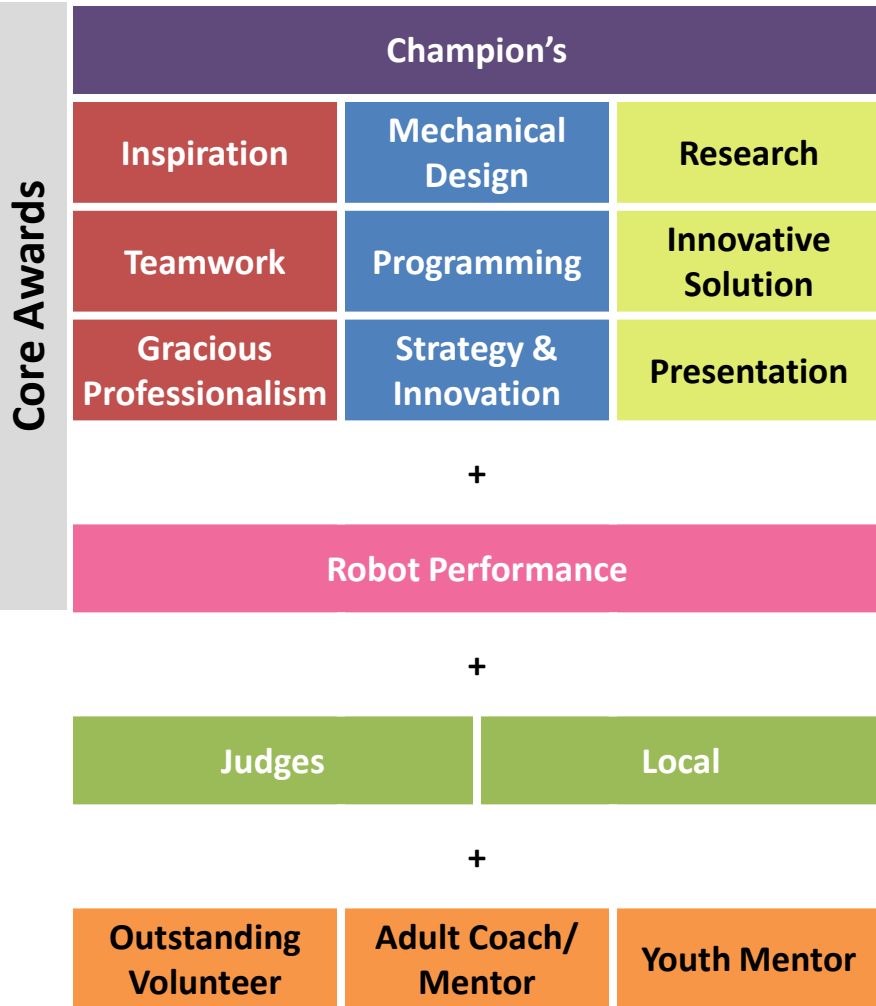 Core Awards
Champion’s
Inspiration
Mechanical
Design
Research
Teamwork
Programming
Innovative
Solution
Gracious
Professionalism
Strategy &
Innovation
Presentation
+
Robot Performance
+
Judges
Local
+
Outstanding
Volunteer
Adult Coach/
Mentor
Youth Mentor